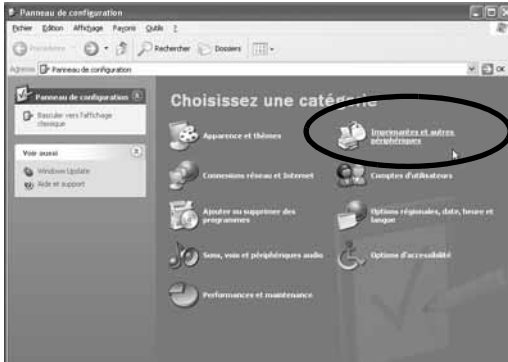 Panneau de configuration
Fichier Edition Affichage Favoris Outils ?
Précédente Rechercher Dossiers
Adresse Panneau de configuration OK
Panneau de configuration
Basculer vers l'affichage
classique
Voir aussi
Windows Update
Aide et support
Choisissez une catégorie
Apparence et thèmes
Imprimantes et autres
périphériques
Connexions réseau et Internet
Comptes d'utilisateurs
Ajouter ou supprimer des
programmes
Options régionales, date, heure et
langue
Sons, voix et périphériques audio
Options d'accessibilité
Performances et maintenance